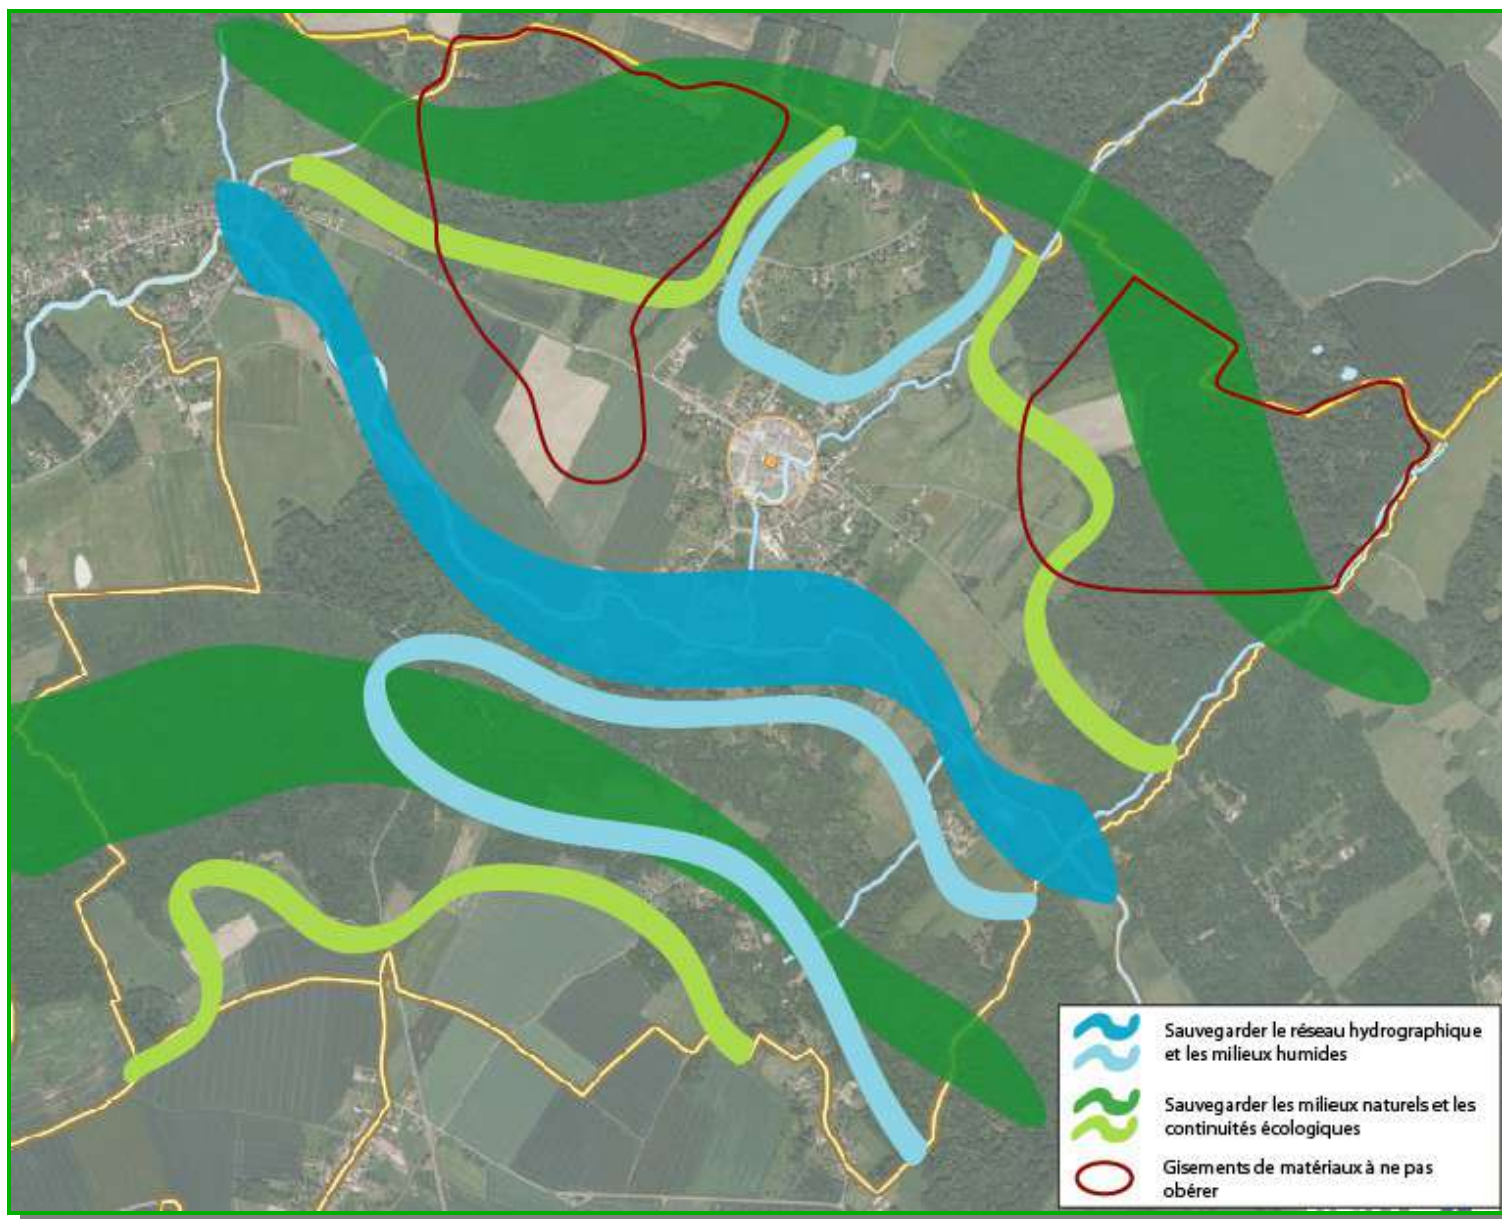 Sauvegarder le réseau hydrographique
et les milieux humides
Sauvegarder les milieux naturels et les
continuités écologiques
Gisements de matériaux à ne pas
obérer